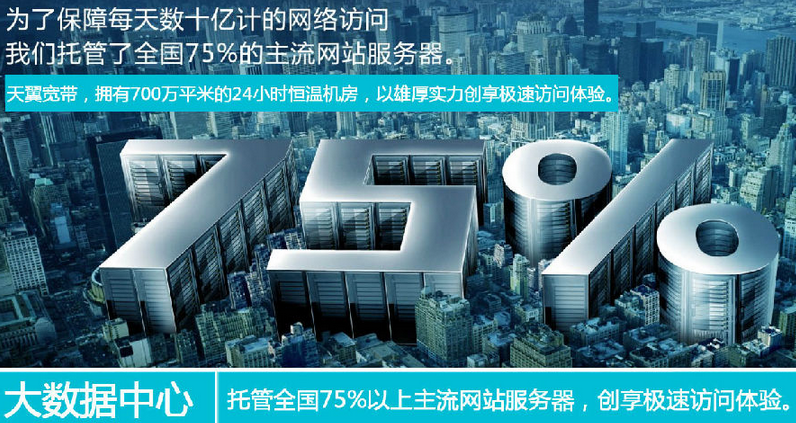 为了保障每天数十亿计的网络访问
我们托管了全国75%的主流网站服务器。
天翼宽带，拥有700万平米的24小时恒温机房，以雄厚实力创享极速访问体验。
75%
大数据中心
托管全国75%以上主流网站服务器，创享极速访问体验。